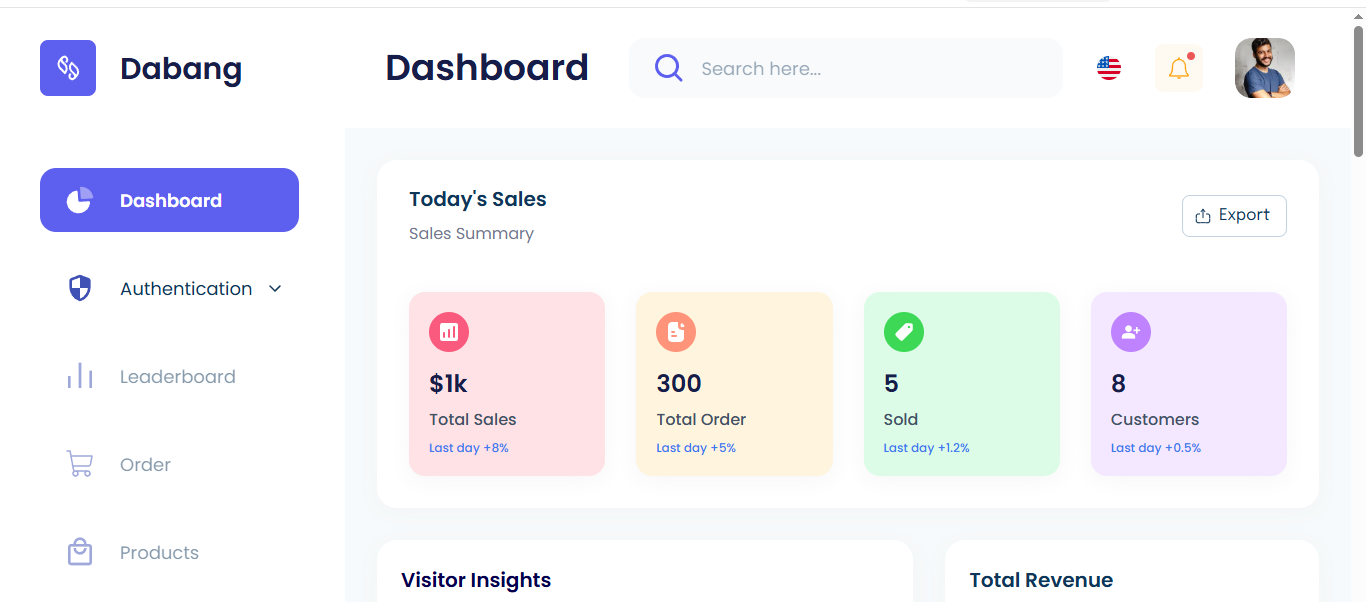 Dabang
Dashboard
Search here...
Dashboard
Authentication
Leaderboard
Order
Products
Today's Sales
Sales Summary
Export
$1k
Total Sales
Last day +8%
300
Total Order
Last day +5%
5
Sold
Last day +1.2%
8
Customers
Last day +0.5%
Visitor Insights
Total Revenue